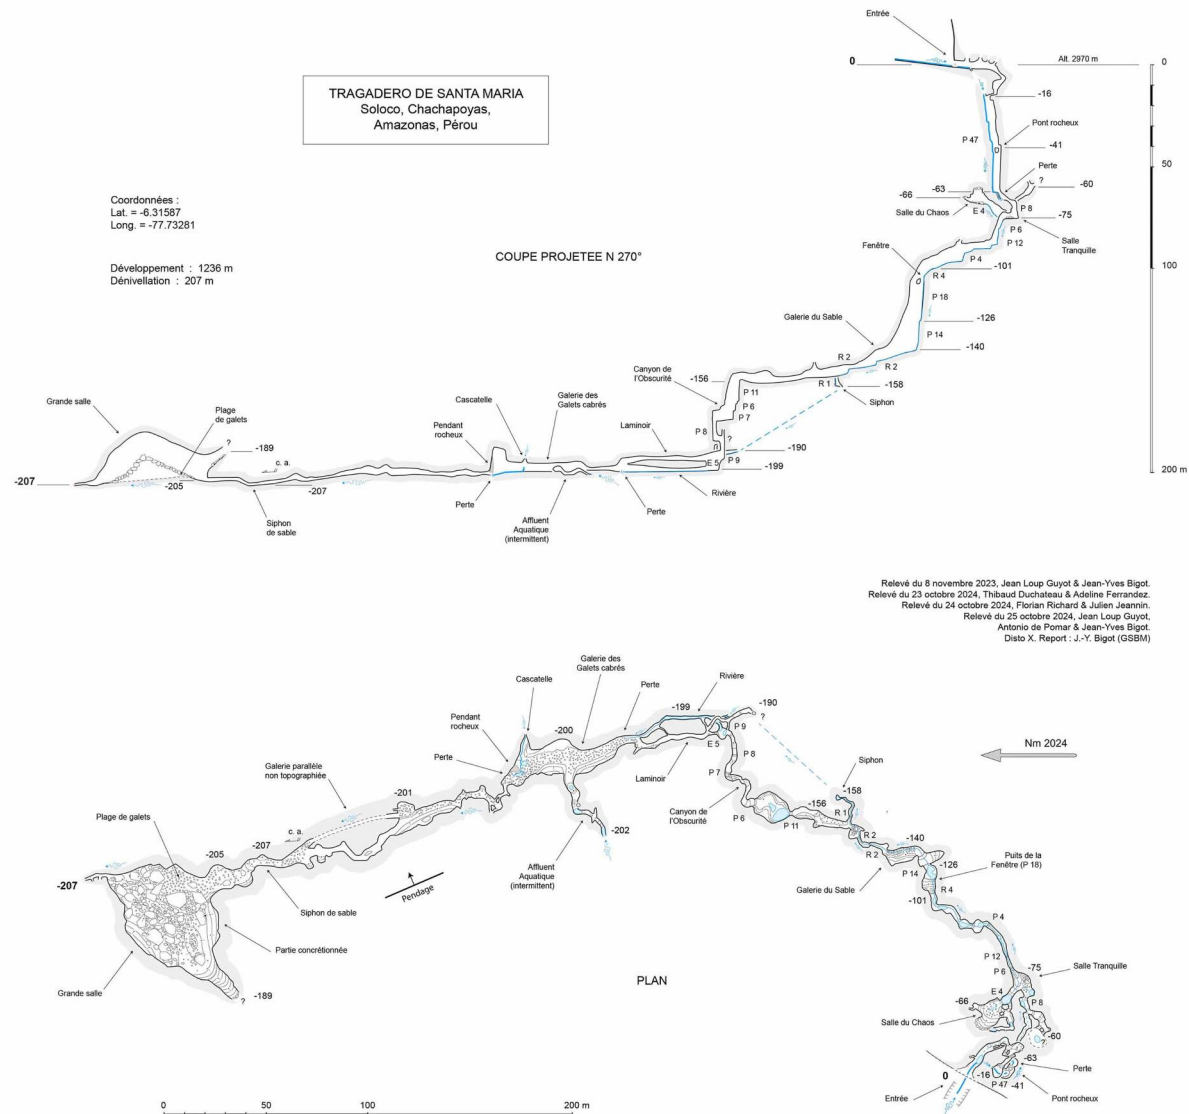 TRAGADERO DE SANTA MARIA
Soloco, Chachapoyas,
Amazonas, Pérou
Coordonnées :
Lat. = -6.31587
Long. = -77.73281
Développement : 1236 m
Dénivellation : 207 m
COUPE PROJETEE N 270°
Entrée
0
Alt. 2970 m
0
-16
P 47
Pont rocheux
-41
50
Perte
?
-60
-63
-66
P 8
Salle du Chaos
E 4
-75
P 6
Salle
Tranquille
P 12
Fenêtre
P 4
-101
100
R 4
P 18
Galerie du Sable
-126
P 14
-140
R 2
R 2
Canyon de
l'Obscurité
-156
R 1
-158
P 11
Siphon
P 6
P 7
P 8
?
-190
P 9
E 5
-199
200 m
Rivière
Laminoir
Perte
Galerie des
Galets cabrés
Cascatelle
Pendant
rocheux
Perte
Affluent
Aquatique
(intermittent)
Grande salle
Plage
de galets
?
-189
c. a.
-207
-205
-207
Siphon
de sable
Relevé du 8 novembre 2023, Jean Loup Guyot & Jean-Yves Bigot.
Relevé du 23 octobre 2024, Thibaud Duchateau & Adeline Ferrandez.
Relevé du 24 octobre 2024, Florian Richard & Julien Jeannin.
Relevé du 25 octobre 2024, Jean Loup Guyot,
Antonio de Pomar & Jean-Yves Bigot.
Disto X. Report : J.-Y. Bigot (GSBM)
Galerie des
Galets cabrés
Cascatelle
Perte
Rivière
-199
-190
?
P 9
Pendant
rocheux
-200
E 5
P 8
Nm 2024
Perte
Laminoir
P 7
Siphon
-158
Galerie parallèle
non topographiée
-201
Canyon de
l'Obscurité
P 6
-156
R 1
P 11
R 2
-140
Plage de galets
c. a.
-207
-205
-202
R 2
P 14
-126
Puits de la
Fenêtre (P 18)
Affluent
Aquatique
(intermittent)
Galerie du Sable
R 4
-101
-207
Pendage
Siphon de sable
P 4
Partie concrétionnée
P 12
PLAN
P 6
-75
Salle Tranquille
Grande salle
?
-189
E 4
-66
P 8
Salle du Chaos
-60
?
-63
0
-16
Perte
P 47
-41
Entrée
Pont rocheux
0
50
100
200 m